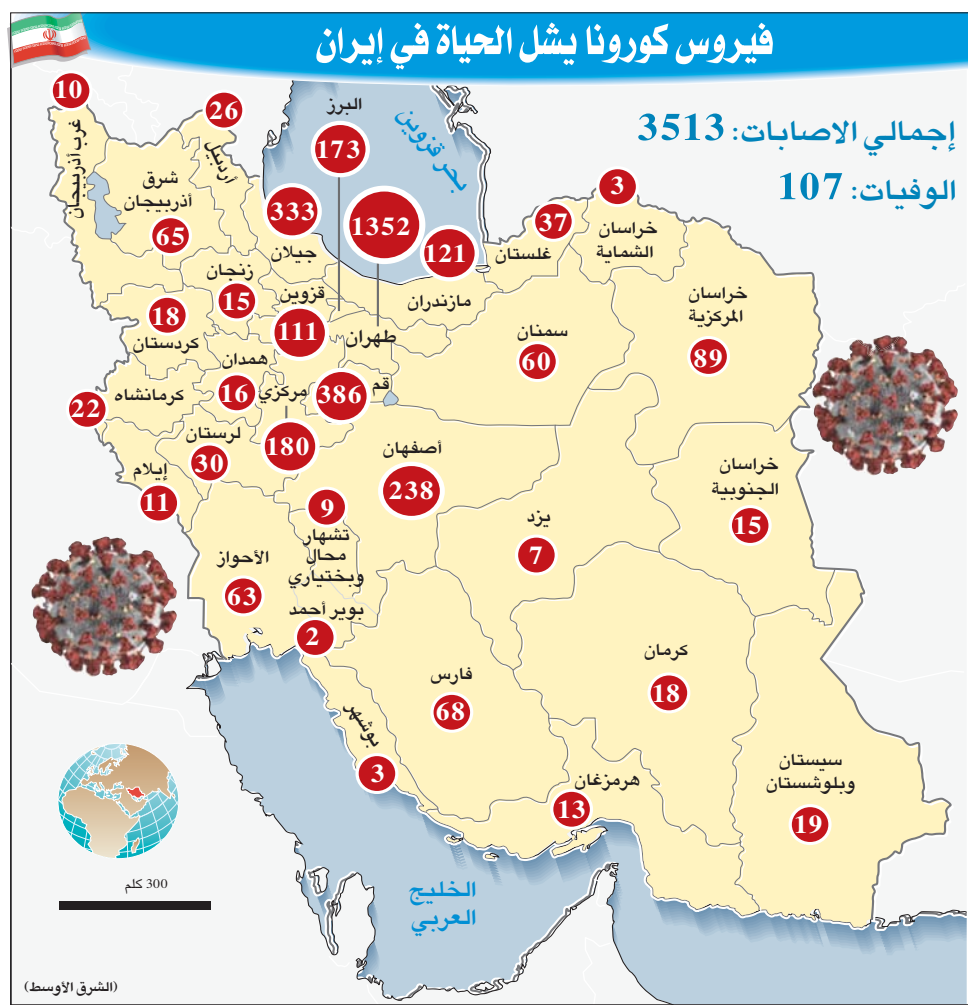 فيروس كورونا يشل الحياة في إيران
إجمالي الاصابات: 3513
الوفيات: 107
بحر قزوين
10
غرب أذربيجان
26
أردبيل
البرز
173
شرق
أذربيجان
65
333
جيلان
1352
121
مازندران
37
غلستان
3
خراسان
الشماية
زنجان
15
قزوين
111
طهران
سمنان
60
خراسان
المركزية
89
18
كردستان
همدان
16
مركزي
180
قم
386
كرمانشاه
22
لرستان
30
أصفهان
238
خراسان
الجنوبية
15
إيلام
11
9
تشهار
محال
وبختياري
يزد
7
الأحواز
63
بوير أحمد
2
فارس
68
كرمان
18
بوشهر
3
هرمزغان
13
سيستان
وبلوشستان
19
الخليج
العربي
300 كلم
(الشرق الأوسط)